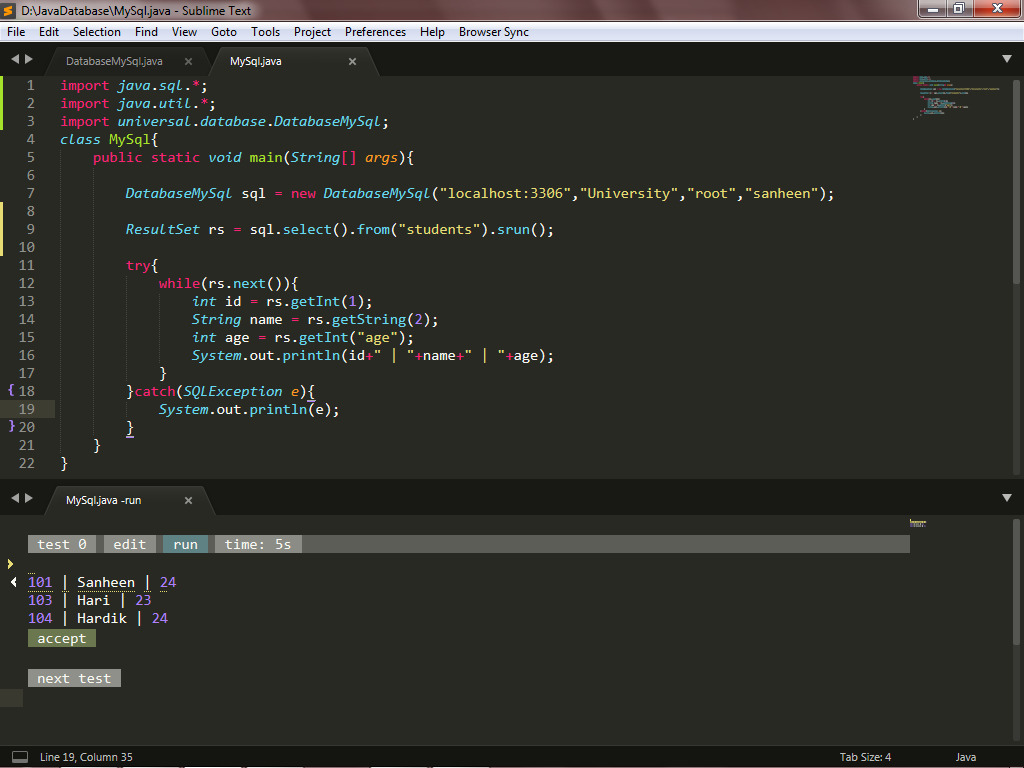 D:\JavaDatabase\MySql.java - Sublime Text
File Edit Selection Find View Goto Tools Project Preferences Help Browser Sync
DatabaseMySql.java × MySql.java ×
1 import java.sql.*;
2 import java.util.*;
3 import universal.database.DatabaseMySql;
4 class MySql{
5 public static void main(String[] args){
6
7 DatabaseMySql sql = new DatabaseMySql("localhost:3306","University","root","sanheen");
8
9 ResultSet rs = sql.select().from("students").srun();
10
11 try{
12 while(rs.next()){
13 int id = rs.getInt(1);
14 String name = rs.getString(2);
15 int age = rs.getInt("age");
16 System.out.println(id+" | "+name+" | "+age);
17 }
{ 18 }catch(SQLException e){
19 System.out.println(e);
} 20 }
21 }
22 }
MySql.java -run ×
test 0 edit run time: 5s
101 | Sanheen | 24
103 | Hari | 23
104 | Hardik | 24
accept
next test
Line 19, Column 35 Tab Size: 4 Java